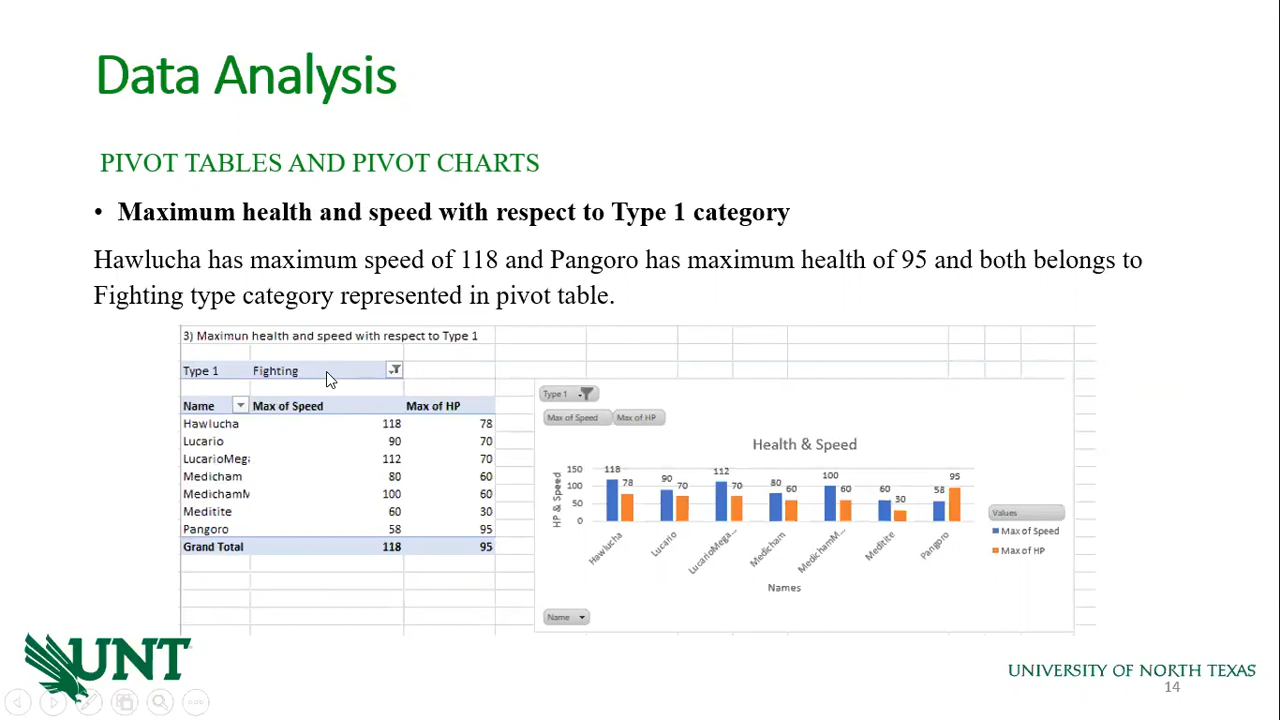 Data Analysis
PIVOT TABLES AND PIVOT CHARTS
• Maximum health and speed with respect to Type 1 category
Hawlucha has maximum speed of 118 and Pangoro has maximum health of 95 and both belongs to
Fighting type category represented in pivot table.
3) Maximun health and speed with respect to Type 1
Type 1 Fighting
Name Max of Speed Max of HP
Hawlucha 118 78
Lucario 90 70
LucarioMega 112 70
Medicham 80 60
MedichamM 100 60
Meditite 60 30
Pangoro 58 95
Grand Total 118 95
Type 1
Max of Speed Max of HP
Health & Speed
HP & Speed
150
100
50
0
118 78 90 70 112 70 80 60 100 60 60 30 58 95
Hawlucha Lucario LucarioMega... Medicham MedichamM... Meditite Pangoro
Names
Values
Max of Speed
Max of HP
Name
UNT
UNIVERSITY OF NORTH TEXAS
14